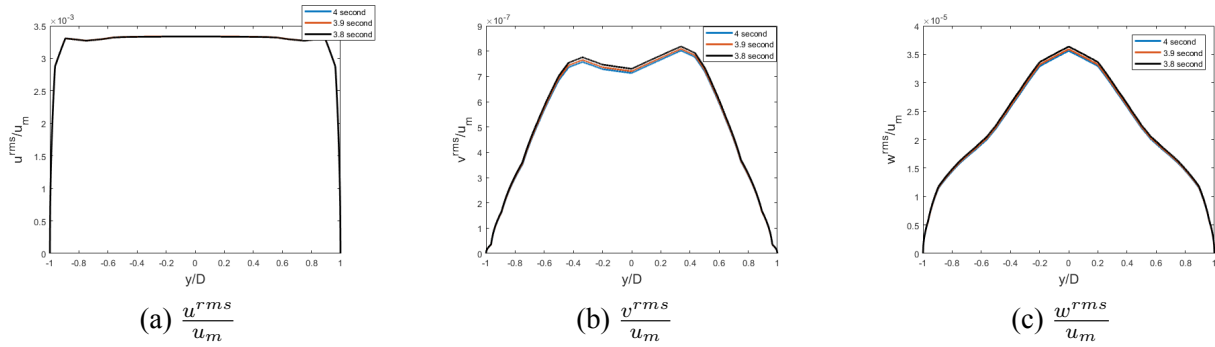 ×10⁻³
3.5
3
2.5
2
1.5
1
0.5
0
u^rms/u_m
-1 -0.8 -0.6 -0.4 -0.2 0 0.2 0.4 0.6 0.8 1
y/D
4 second
3.9 second
3.8 second
(a) u^rms/u_m
×10⁻⁷
9
8
7
6
5
4
3
2
1
0
v^rms/u_m
-1 -0.8 -0.6 -0.4 -0.2 0 0.2 0.4 0.6 0.8 1
y/D
4 second
3.9 second
3.8 second
(b) v^rms/u_m
×10⁻⁵
4
3.5
3
2.5
2
1.5
1
0.5
0
w^rms/u_m
-1 -0.8 -0.6 -0.4 -0.2 0 0.2 0.4 0.6 0.8 1
y/D
4 second
3.9 second
3.8 second
(c) w^rms/u_m